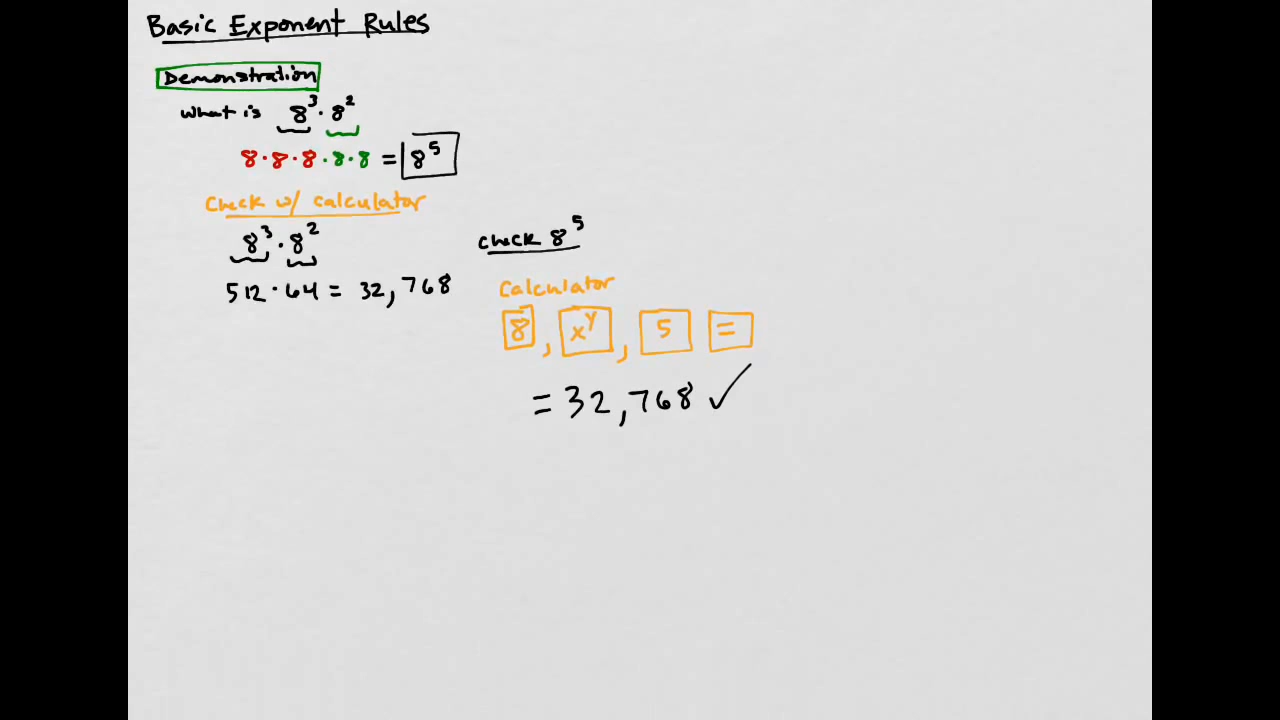 Basic Exponent Rules
Demonstration
What is 8³ · 8²
8 · 8 · 8 · 8 · 8 = 8⁵
Check w/ calculator
8³ · 8²
512 · 64 = 32,768
Check 8⁵
Calculator
8 , xʸ , 5 =
= 32,768 ✓